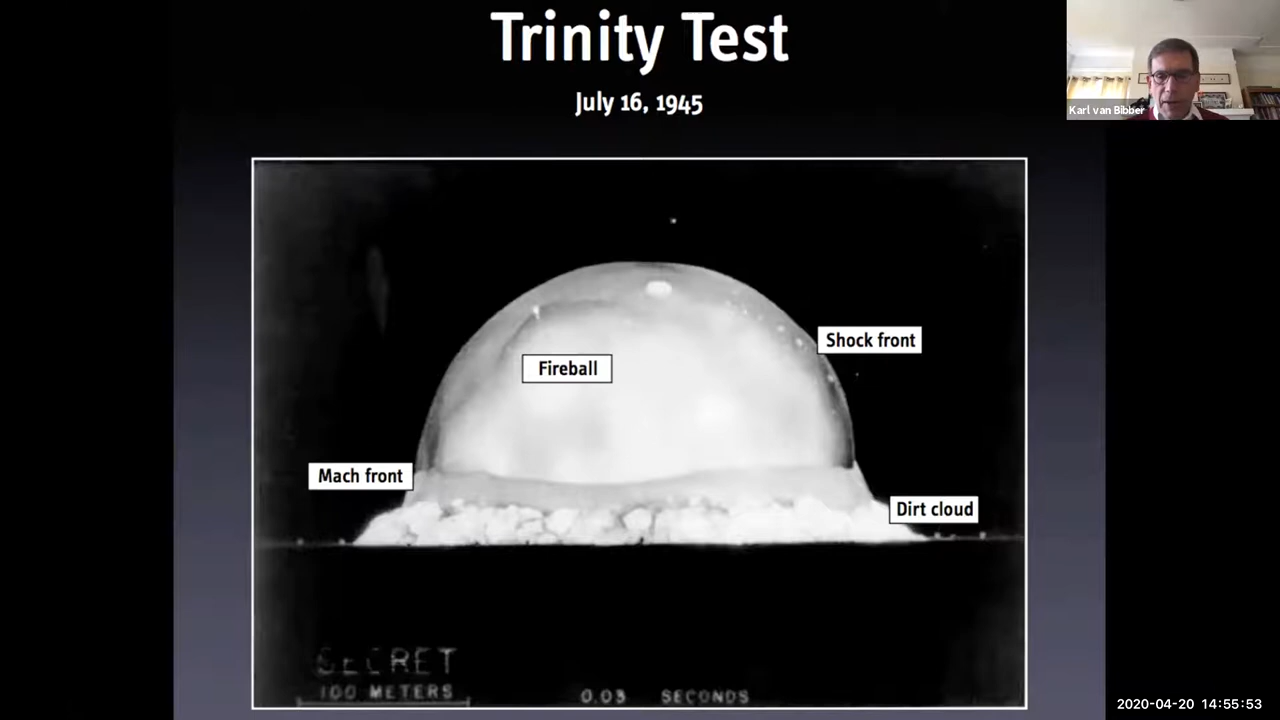 Trinity Test
July 16, 1945
Karl van Bibber
Shock front
Fireball
Mach front
Dirt cloud
SECRET
100 METERS
0.03 SECONDS
2020-04-20 14:55:53